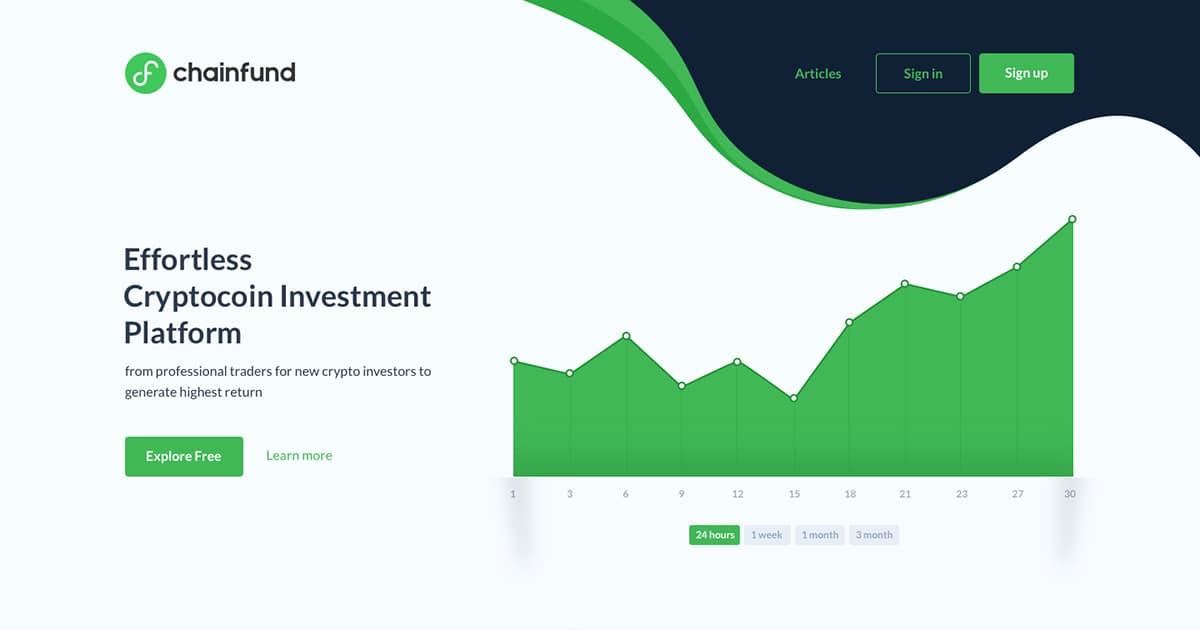 chainfund
Articles
Sign in
Sign up
Effortless
Cryptocoin Investment
Platform
from professional traders for new crypto investors to
generate highest return
Explore Free
Learn more
1 3 6 9 12 15 18 21 23 27 30
24 hours 1 week 1 month 3 month